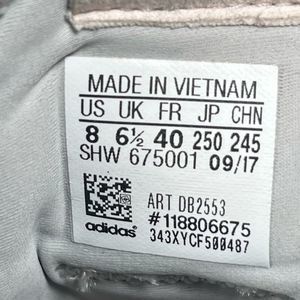 MADE IN VIETNAM
US UK FR JP CHN
8 6½ 40 250 245
SHW 675001 09/17
ART DB2553
#118806675
adidas 343XYCF500487